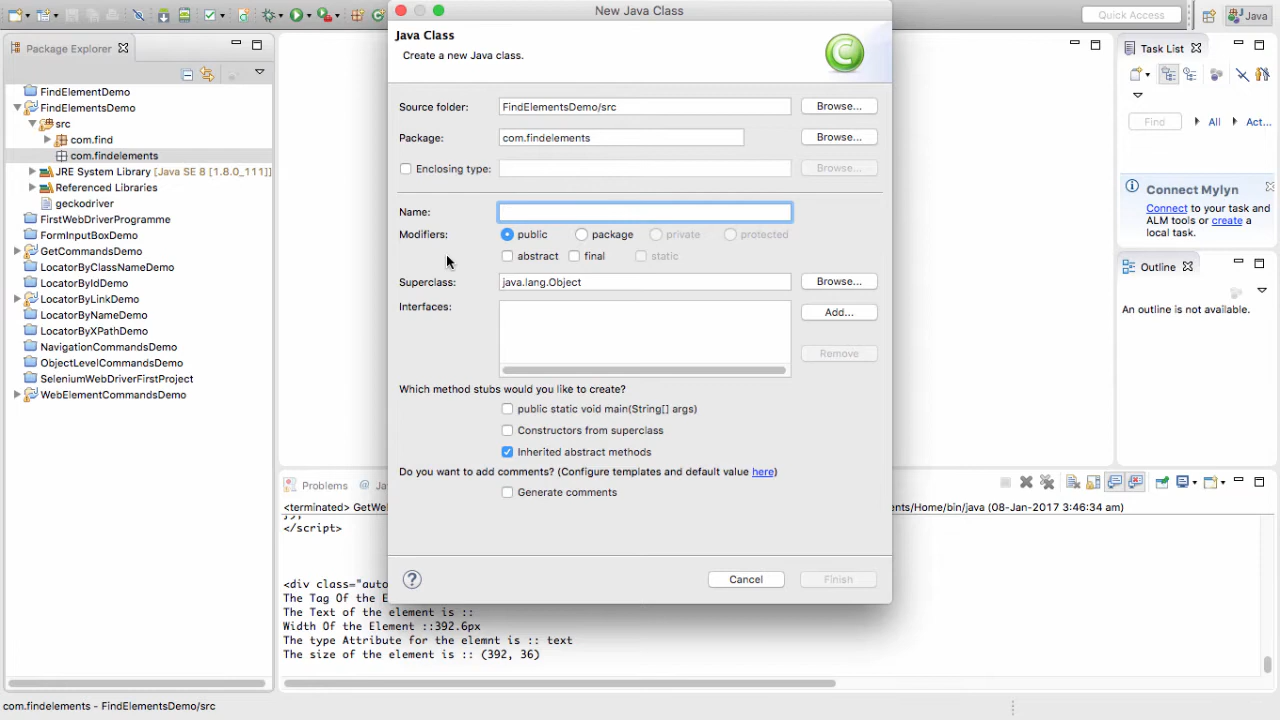 New Java Class
Quick Access
Java
Package Explorer
FindElementDemo
FindElementsDemo
src
com.find
com.findelements
JRE System Library [Java SE 8 [1.8.0_111]]
Referenced Libraries
geckodriver
FirstWebDriverProgramme
FormInputBoxDemo
GetCommandsDemo
LocatorByClassNameDemo
LocatorByIdDemo
LocatorByLinkDemo
LocatorByNameDemo
LocatorByXPathDemo
NavigationCommandsDemo
ObjectLevelCommandsDemo
SeleniumWebDriverFirstProject
WebElementCommandsDemo
Java Class
Create a new Java class.
Source folder: FindElementsDemo/src Browse...
Package: com.findelements Browse...
Enclosing type: Browse...
Name:
Modifiers: public package private protected
abstract final static
Superclass: java.lang.Object Browse...
Interfaces: Add...
Remove
Which method stubs would you like to create?
public static void main(String[] args)
Constructors from superclass
Inherited abstract methods
Do you want to add comments? (Configure templates and default value here)
Generate comments
? Cancel Finish
Task List
Find All Act...
Connect Mylyn
Connect to your task and
ALM tools or create a
local task.
Outline
An outline is not available.
Problems @ Ja
<terminated> GetWe ents/Home/bin/java (08-Jan-2017 3:46:34 am)
});
</script>
<div class="auto
The Tag Of the E
The Text of the element is ::
Width Of the Element ::392.6px
The type Attribute for the elemnt is :: text
The size of the element is :: (392, 36)
com.findelements - FindElementsDemo/src